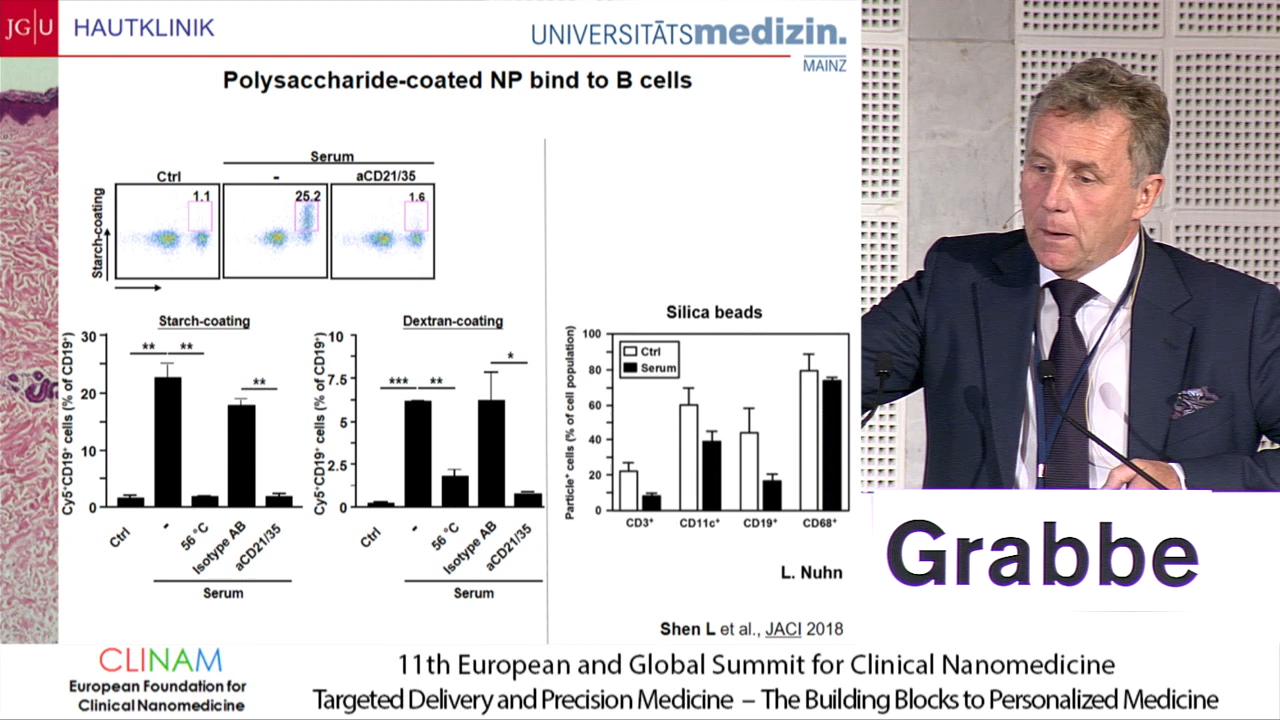 JG|U HAUTKLINIK
UNIVERSITÄTSmedizin.
MAINZ
Polysaccharide-coated NP bind to B cells
Serum
Ctrl
-
aCD21/35
Starch-coating
1.1
25.2
1.6
Starch-coating
Cy5⁺CD19⁺ cells (% of CD19⁺)
30
20
10
0
**
**
**
Ctrl
-
56 °C
Isotype AB
aCD21/35
Serum
Dextran-coating
Cy5⁺CD19⁺ cells (% of CD19⁺)
10
7.5
5
2.5
0
***
**
*
Ctrl
-
56 °C
Isotype AB
aCD21/35
Serum
Silica beads
Particle⁺ cells (% of cell population)
100
80
60
40
20
0
Ctrl
Serum
CD3⁺
CD11c⁺
CD19⁺
CD68⁺
L. Nuhn
Shen L et al., JACI 2018
Grabbe
CLINAM
European Foundation for
Clinical Nanomedicine
11th European and Global Summit for Clinical Nanomedicine
Targeted Delivery and Precision Medicine – The Building Blocks to Personalized Medicine